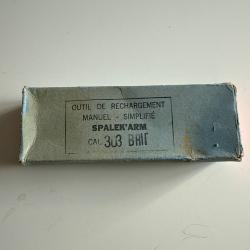 OUTIL DE RECHARGEMENT
MANUEL - SIMPLIFIÉ
SPALEK'ARM
CAL. 303 BRIT